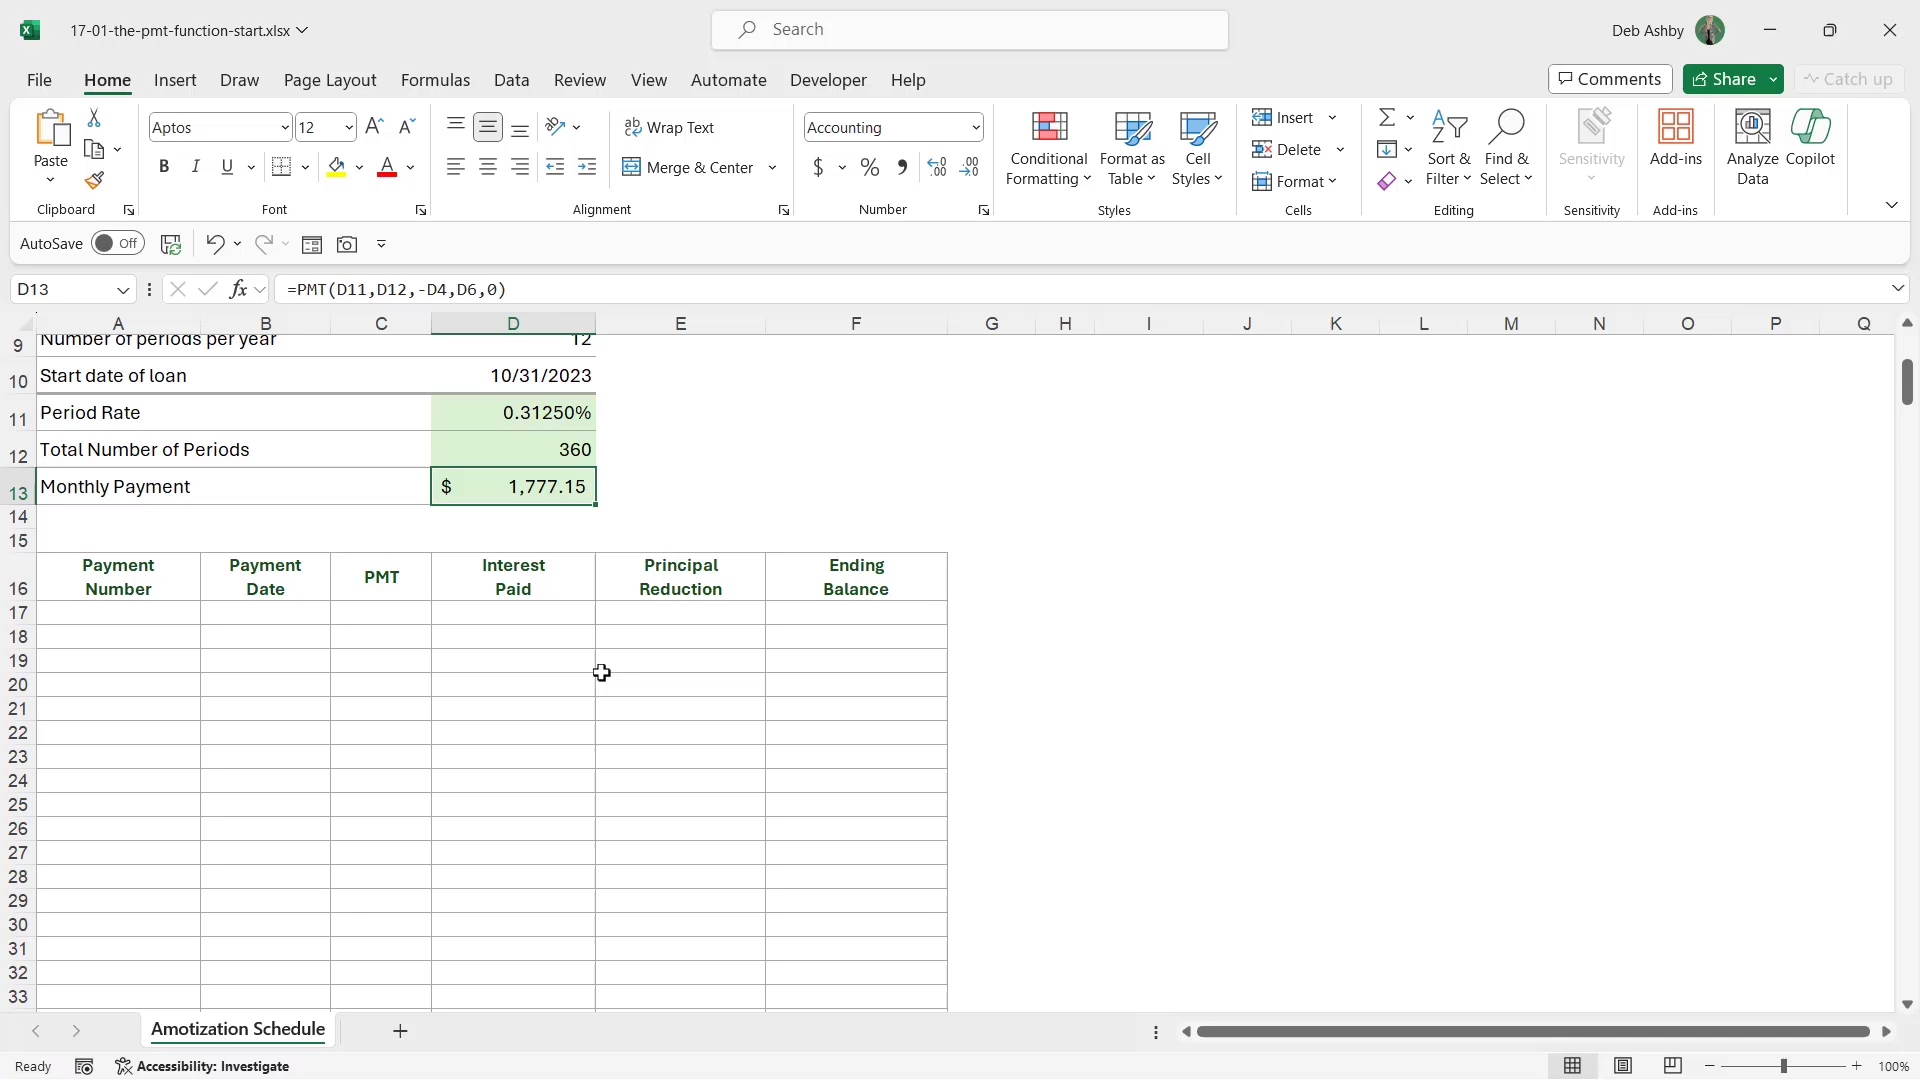 17-01-the-pmt-function-start.xlsx
Search
Deb Ashby
File Home Insert Draw Page Layout Formulas Data Review View Automate Developer Help
Comments Share Catch up
Paste
Clipboard
Aptos 12
B I U A
Font
Wrap Text
Merge & Center
Alignment
Accounting
$ % 9
Number
Conditional Formatting
Format as Table
Cell Styles
Styles
Insert
Delete
Format
Cells
Sort & Filter
Find & Select
Editing
Sensitivity
Sensitivity
Add-ins
Add-ins
Analyze Data
Copilot
AutoSave Off
D13 fx =PMT(D11,D12,-D4,D6,0)
A B C D E F G H I J K L M N O P Q
9 Number of periods per year 12
10 Start date of loan 10/31/2023
11 Period Rate 0.31250%
12 Total Number of Periods 360
13 Monthly Payment $ 1,777.15
14
15
16 Payment Number Payment Date PMT Interest Paid Principal Reduction Ending Balance
17
18
19
20
21
22
23
24
25
26
27
28
29
30
31
32
33
Amotization Schedule
Ready Accessibility: Investigate 100%